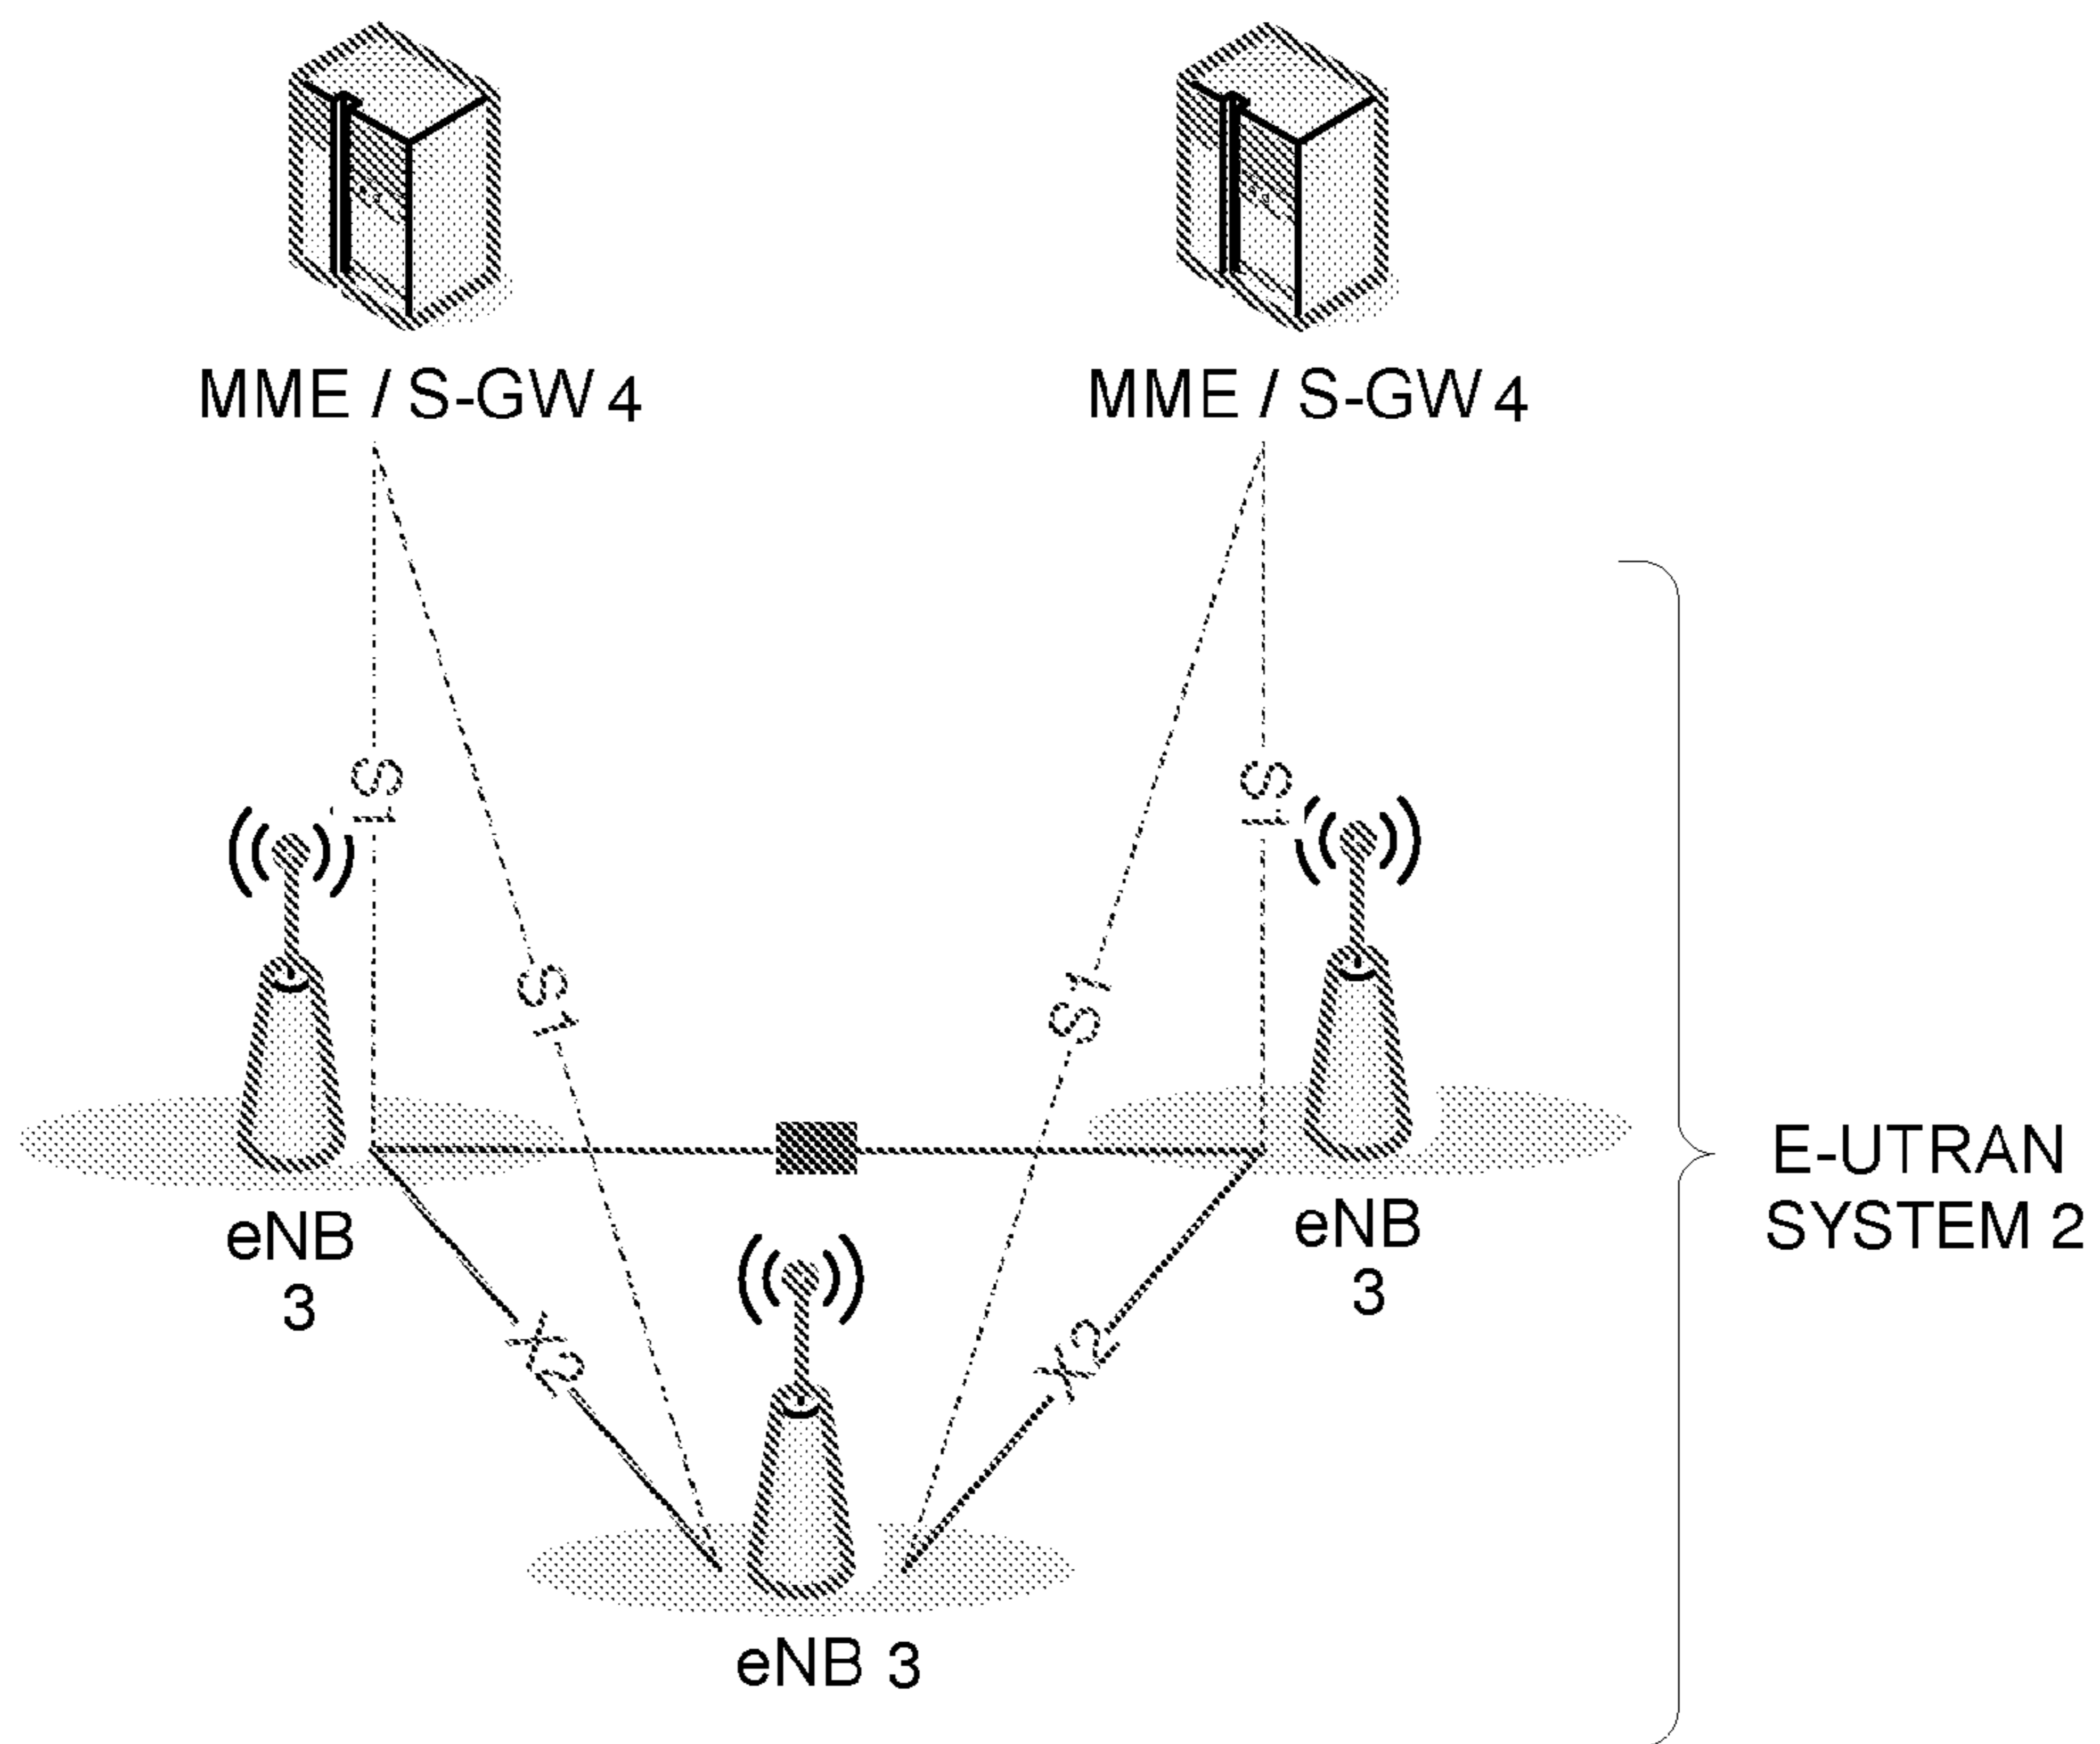 MME / S-GW 4
MME / S-GW 4
S1
S1
S1
S1
eNB
3
eNB
3
E-UTRAN
SYSTEM 2
X2
X2
eNB 3